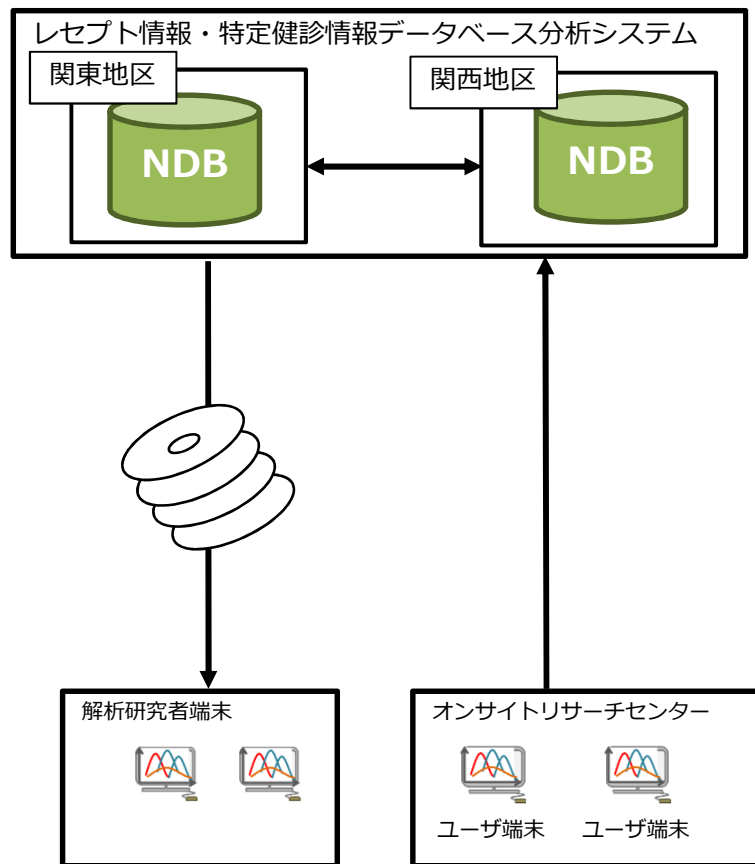 レセプト情報・特定健診情報データベース分析システム
関東地区
関西地区
NDB
NDB
解析研究者端末
オンサイトリサーチセンター
ユーザ端末
ユーザ端末